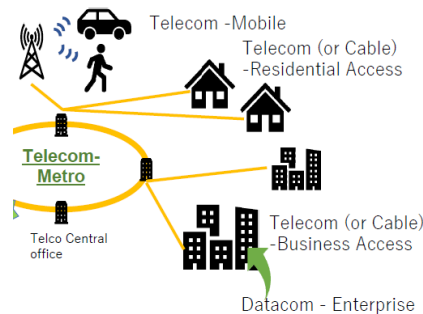 Telecom -Mobile
Telecom (or Cable)
-Residential Access
Telecom-
Metro
Telco Central
office
Telecom (or Cable)
-Business Access
Datacom - Enterprise